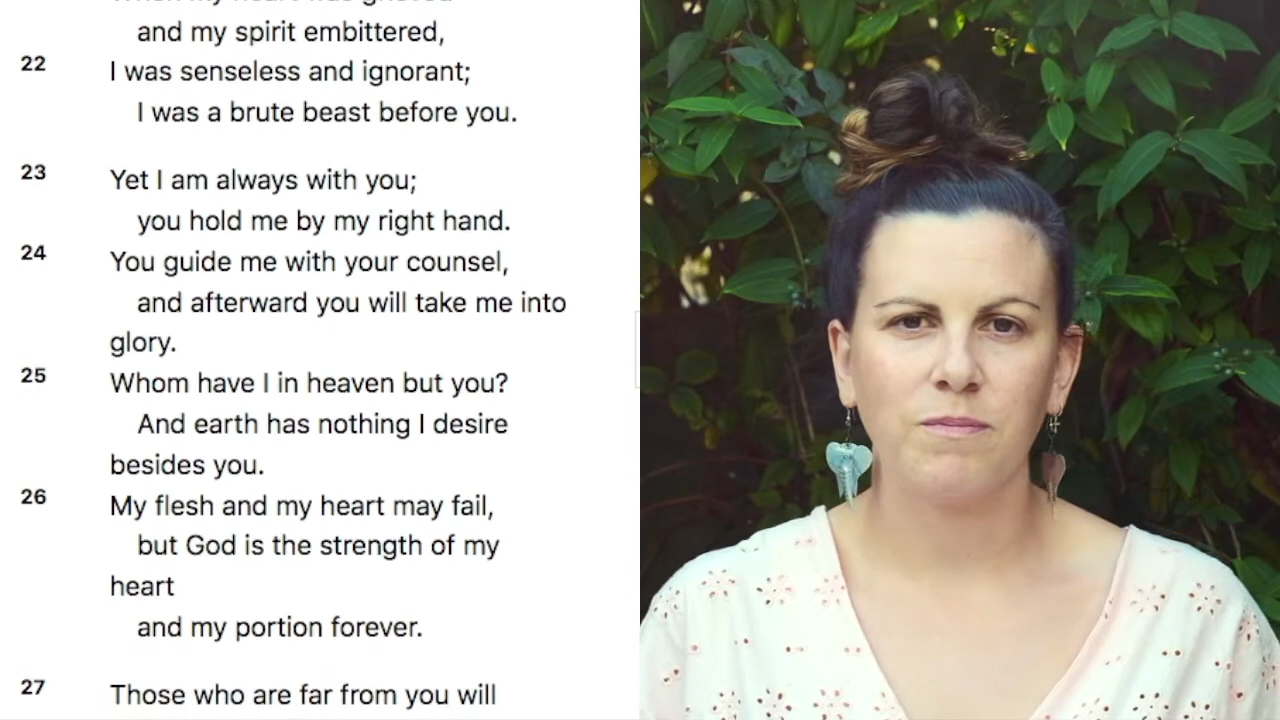 and my spirit embittered,
22 I was senseless and ignorant;
I was a brute beast before you.
23 Yet I am always with you;
you hold me by my right hand.
24 You guide me with your counsel,
and afterward you will take me into
glory.
25 Whom have I in heaven but you?
And earth has nothing I desire
besides you.
26 My flesh and my heart may fail,
but God is the strength of my
heart
and my portion forever.
27 Those who are far from you will